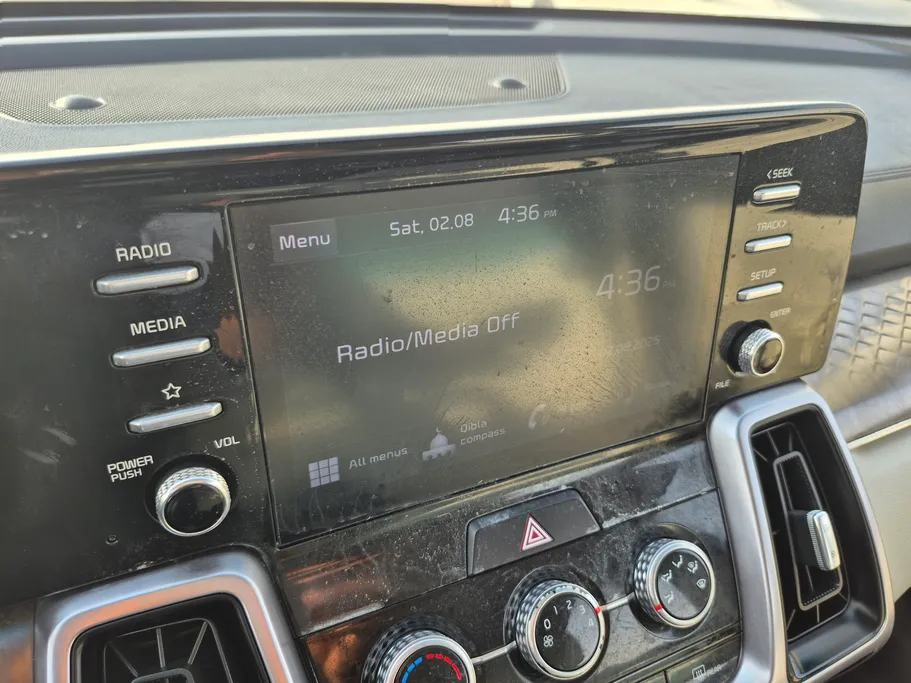 RADIO
MEDIA
VOL
POWER
PUSH
Menu
Sat, 02.08
4:36 PM
4:36 PM
Radio/Media Off
All menus
Qibla
compass
<SEEK
TRACK>
SETUP
ENTER
FILE
0
1
2
3